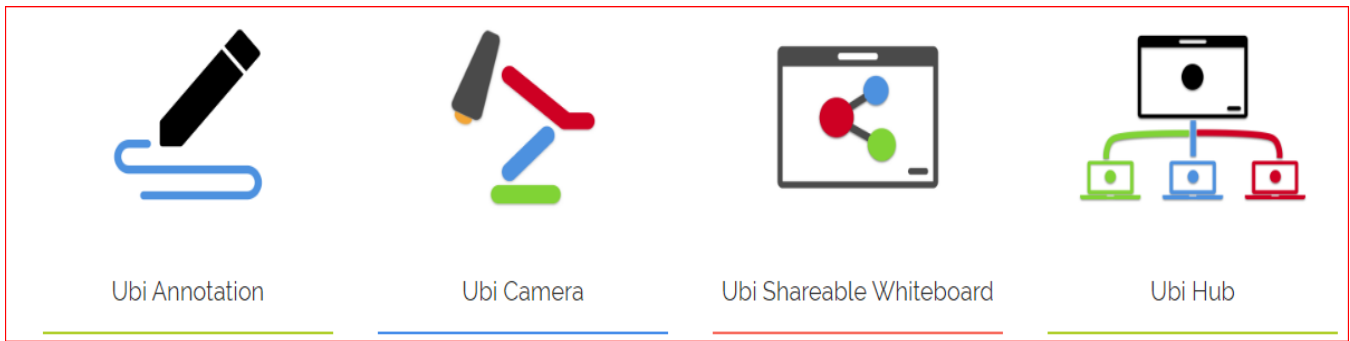 Ubi Annotation
Ubi Camera
Ubi Shareable Whiteboard
Ubi Hub